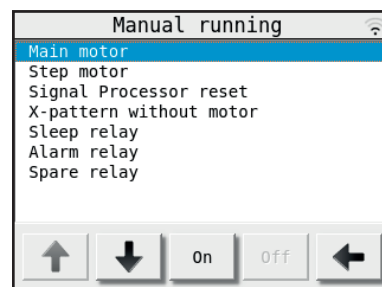 Manual running
Main motor
Step motor
Signal Processor reset
X-pattern without motor
Sleep relay
Alarm relay
Spare relay
On
Off